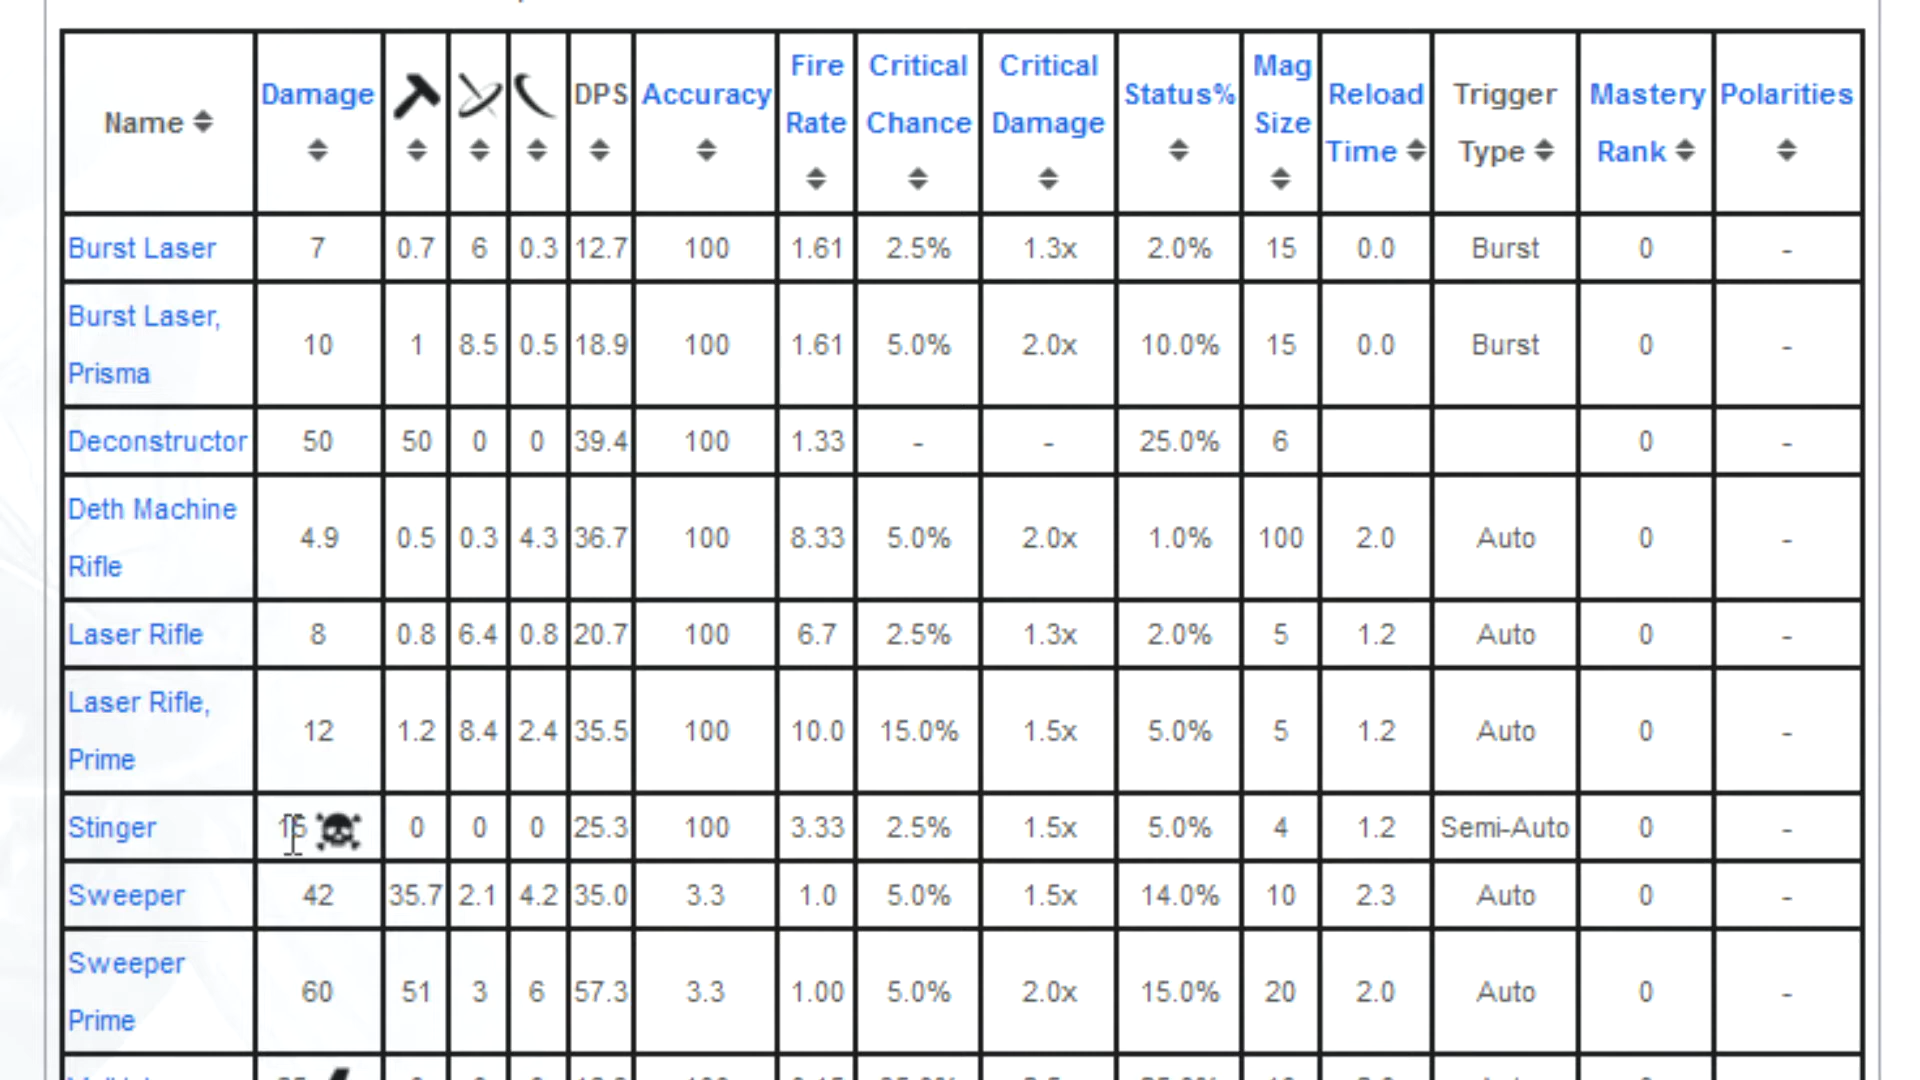 Name Damage DPS Accuracy Fire Rate Critical Chance Critical Damage Status% Mag Size Reload Time Trigger Type Mastery Rank Polarities
Burst Laser 7 0.7 6 0.3 12.7 100 1.61 2.5% 1.3x 2.0% 15 0.0 Burst 0 -
Burst Laser, Prisma 10 1 8.5 0.5 18.9 100 1.61 5.0% 2.0x 10.0% 15 0.0 Burst 0 -
Deconstructor 50 50 0 0 39.4 100 1.33 - - 25.0% 6 0 -
Deth Machine Rifle 4.9 0.5 0.3 4.3 36.7 100 8.33 5.0% 2.0x 1.0% 100 2.0 Auto 0 -
Laser Rifle 8 0.8 6.4 0.8 20.7 100 6.7 2.5% 1.3x 2.0% 5 1.2 Auto 0 -
Laser Rifle, Prime 12 1.2 8.4 2.4 35.5 100 10.0 15.0% 1.5x 5.0% 5 1.2 Auto 0 -
Stinger 0 0 0 25.3 100 3.33 2.5% 1.5x 5.0% 4 1.2 Semi-Auto 0 -
Sweeper 42 35.7 2.1 4.2 35.0 3.3 1.0 5.0% 1.5x 14.0% 10 2.3 Auto 0 -
Sweeper Prime 60 51 3 6 57.3 3.3 1.00 5.0% 2.0x 15.0% 20 2.0 Auto 0 -